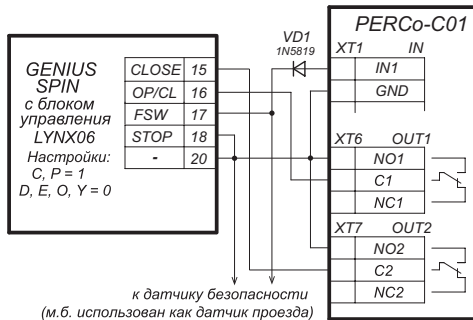 PERCo-C01
VD1
1N5819
XT1 IN
IN1
GND
GENIUS
SPIN
с блоком
управления
LYNX06
Настройки:
C, P = 1
D, E, O, Y = 0
CLOSE 15
OP/CL 16
FSW 17
STOP 18
- 20
XT6 OUT1
NO1
C1
NC1
XT7 OUT2
NO2
C2
NC2
к датчику безопасности
(м.б. использован как датчик проезда)